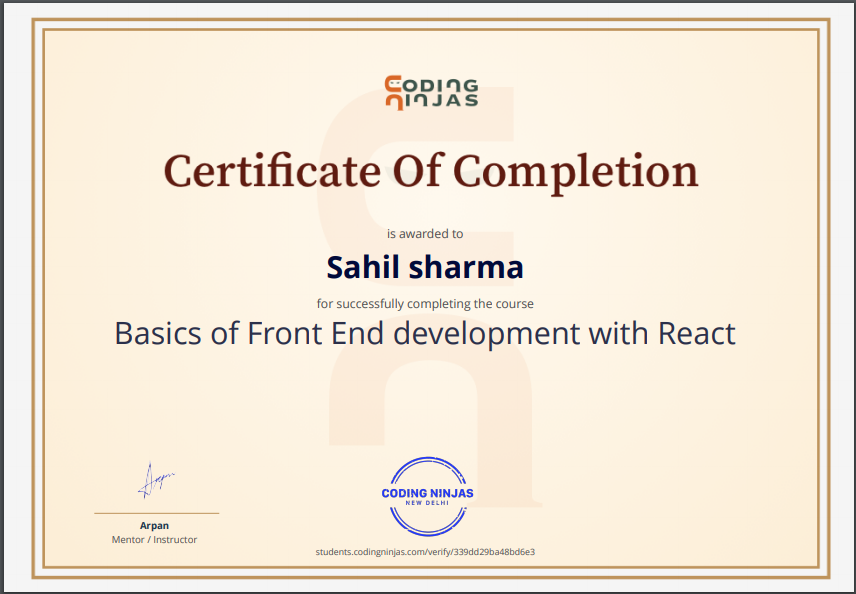 CODING
NINJAS
Certificate Of Completion
is awarded to
Sahil sharma
for successfully completing the course
Basics of Front End development with React
Arpan
Arpan
Mentor / Instructor
CODING NINJAS
NEW DELHI
students.codingninjas.com/verify/339dd29ba48bd6e3